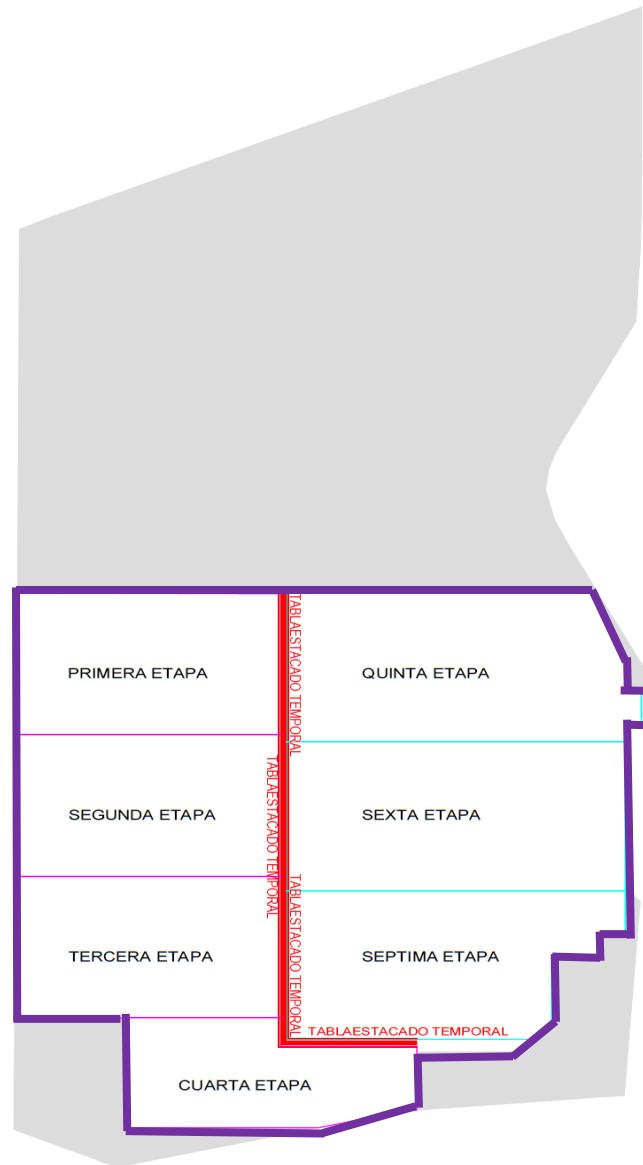 PRIMERA ETAPA
QUINTA ETAPA
TABLAESTACADO TEMPORAL
SEGUNDA ETAPA
SEXTA ETAPA
TABLAESTACADO TEMPORAL
TERCERA ETAPA
SEPTIMA ETAPA
TABLAESTACADO TEMPORAL
TABLAESTACADO TEMPORAL
CUARTA ETAPA